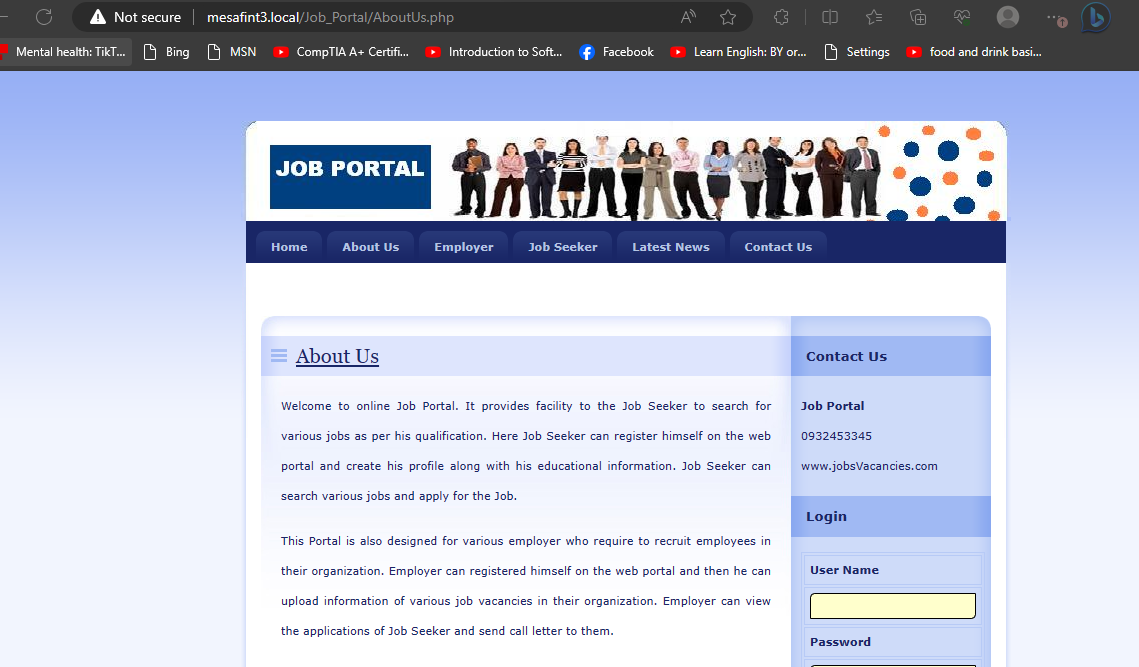 Not secure mesafint3.local/Job_Portal/AboutUs.php
Mental health: TikT... Bing MSN CompTIA A+ Certifi... Introduction to Soft... Facebook Learn English: BY or... Settings food and drink basi...
JOB PORTAL
Home About Us Employer Job Seeker Latest News Contact Us
About Us
Welcome to online Job Portal. It provides facility to the Job Seeker to search for
various jobs as per his qualification. Here Job Seeker can register himself on the web
portal and create his profile along with his educational information. Job Seeker can
search various jobs and apply for the Job.
This Portal is also designed for various employer who require to recruit employees in
their organization. Employer can registered himself on the web portal and then he can
upload information of various job vacancies in their organization. Employer can view
the applications of Job Seeker and send call letter to them.
Contact Us
Job Portal
0932453345
www.jobsVacancies.com
Login
User Name
Password